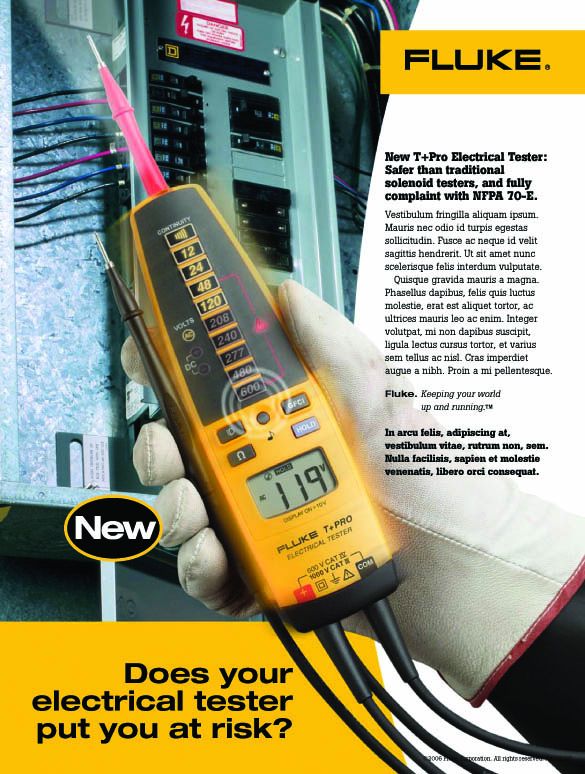 DANGER
FLUKE®
New T+Pro Electrical Tester:
Safer than traditional
solenoid testers, and fully
complaint with NFPA 70-E.
Vestibulum fringilla aliquam ipsum.
Mauris nec odio id turpis egestas
sollicitudin. Fusce ac neque id velit
sagittis hendrerit. Ut sit amet nunc
scelerisque felis interdum vulputate.
Quisque gravida mauris a magna.
Phasellus dapibus, felis quis luctus
molestie, erat est aliquet tortor, ac
ultrices mauris leo ac enim. Integer
volutpat, mi non dapibus suscipit,
ligula lectus cursus tortor, et varius
sem tellus ac nisl. Cras imperdiet
augue a nibh. Proin a mi pellentesque.
Fluke. Keeping your world
up and running.™
In arcu felis, adipiscing at,
vestibulum vitae, rutrum non, sem.
Nulla facilisis, sapien et molestie
venenatis, libero orci consequat.
CONTINUITY
12
24
48
120
208
240
277
480
600
VOLTS
AC
DC
GFCI
HOLD
Ω
HOLD
AC 119 V
DISPLAY ON >10V
FLUKE T+PRO
ELECTRICAL TESTER
600 V CAT IV
1000 V CAT III
+
COM
New
Does your
electrical tester
put you at risk?
©2006 Fluke Corporation. All rights reserved.